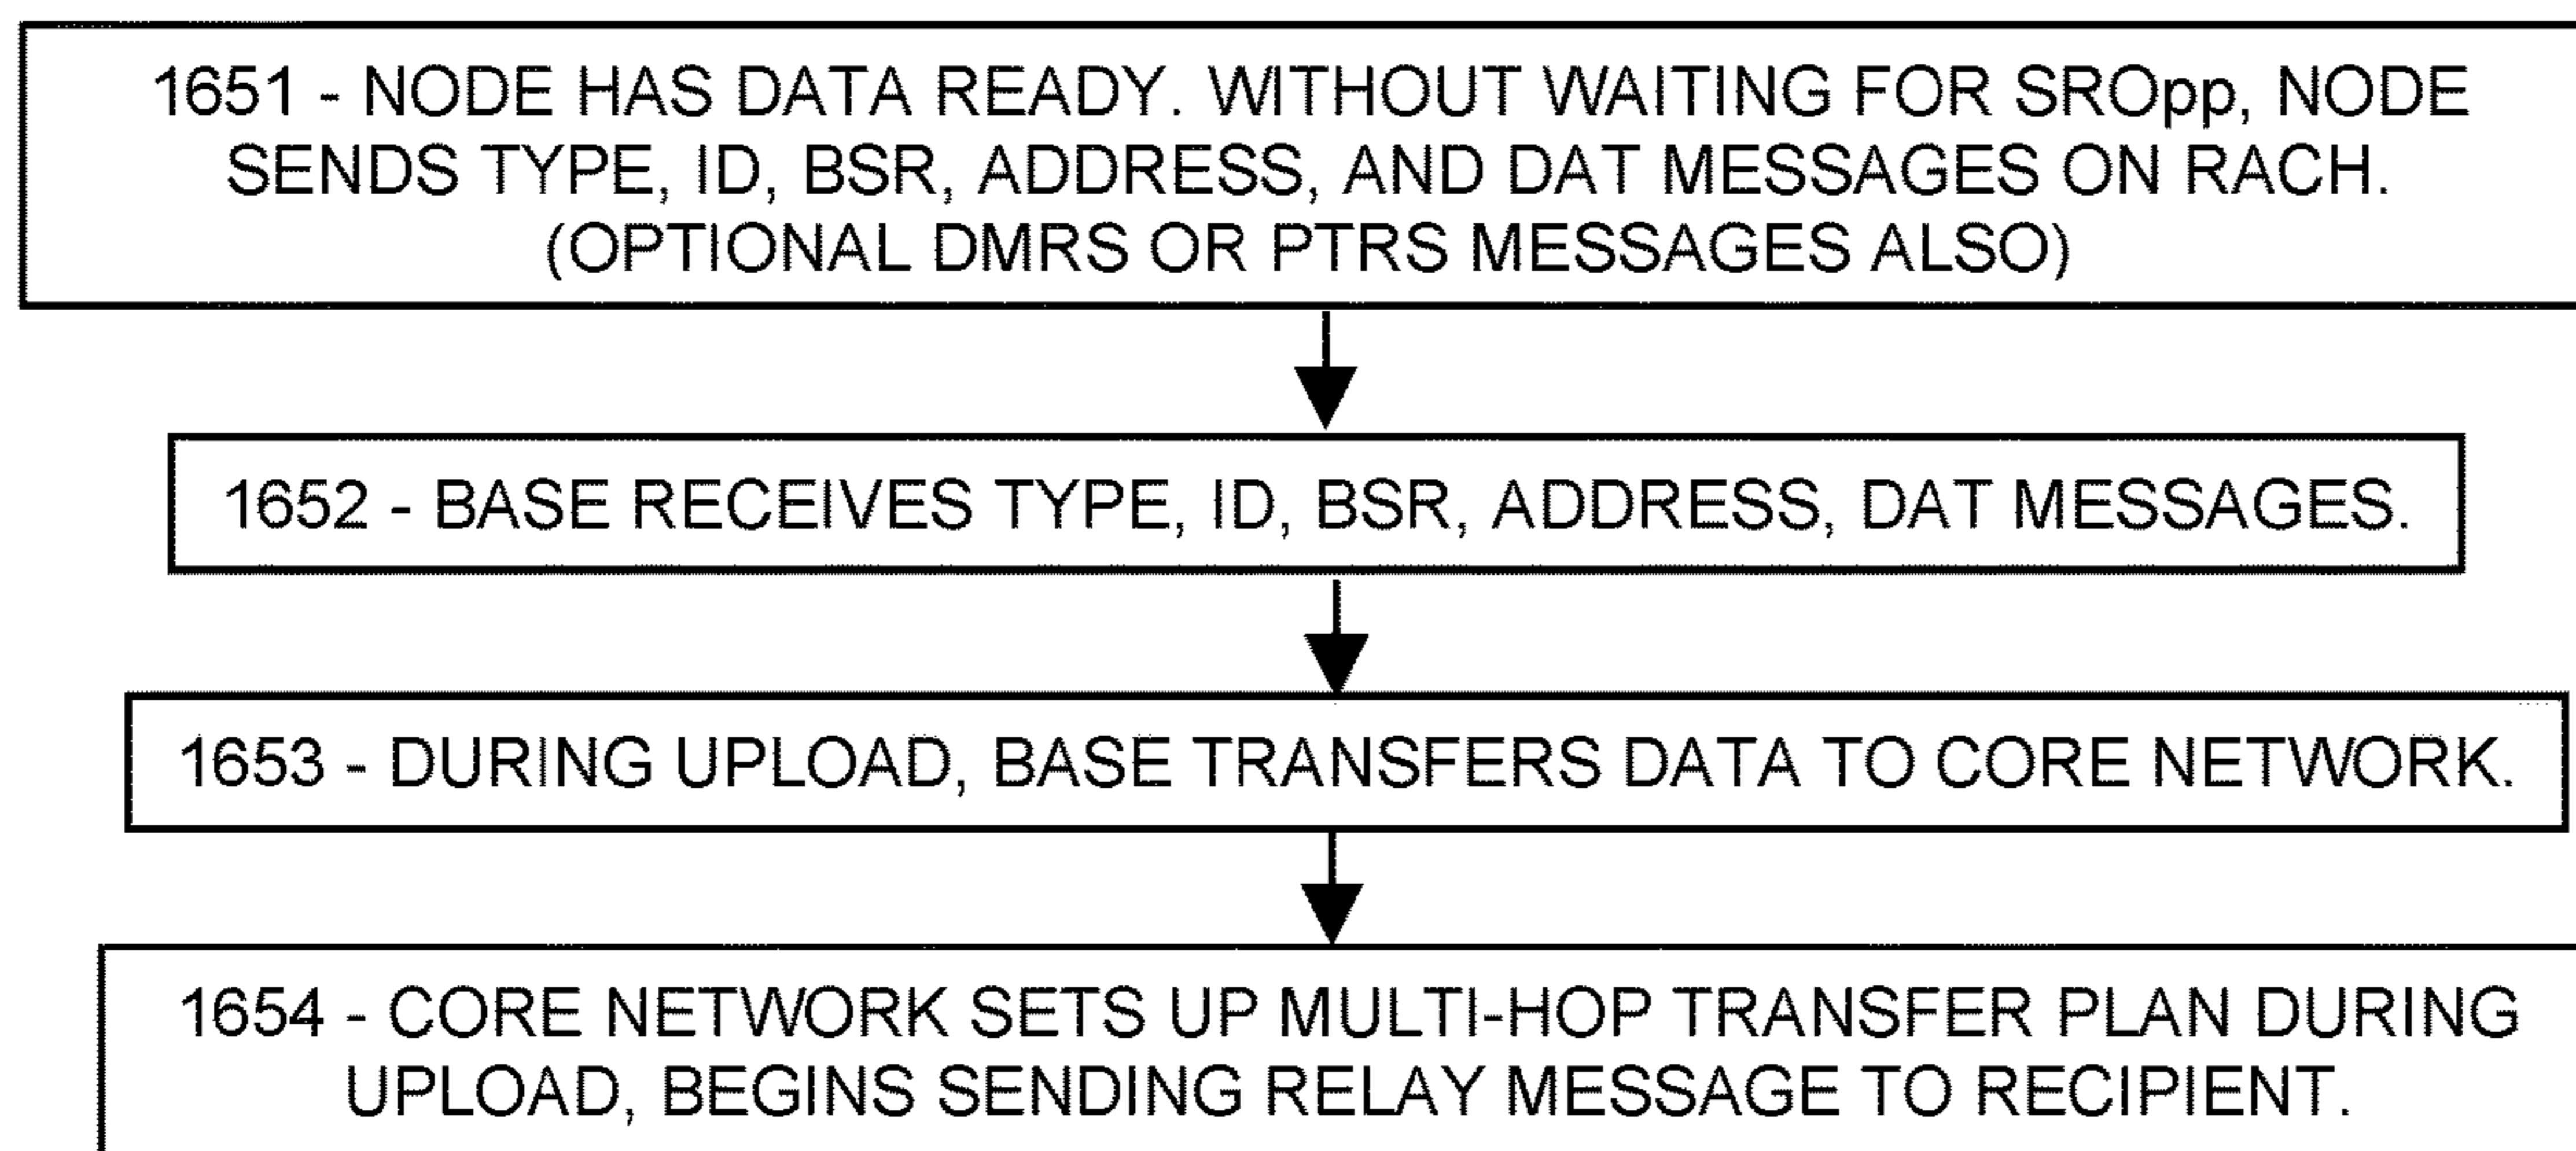 1651 - NODE HAS DATA READY. WITHOUT WAITING FOR SROpp, NODE
SENDS TYPE, ID, BSR, ADDRESS, AND DAT MESSAGES ON RACH.
(OPTIONAL DMRS OR PTRS MESSAGES ALSO)
1652 - BASE RECEIVES TYPE, ID, BSR, ADDRESS, DAT MESSAGES.
1653 - DURING UPLOAD, BASE TRANSFERS DATA TO CORE NETWORK.
1654 - CORE NETWORK SETS UP MULTI-HOP TRANSFER PLAN DURING
UPLOAD, BEGINS SENDING RELAY MESSAGE TO RECIPIENT.